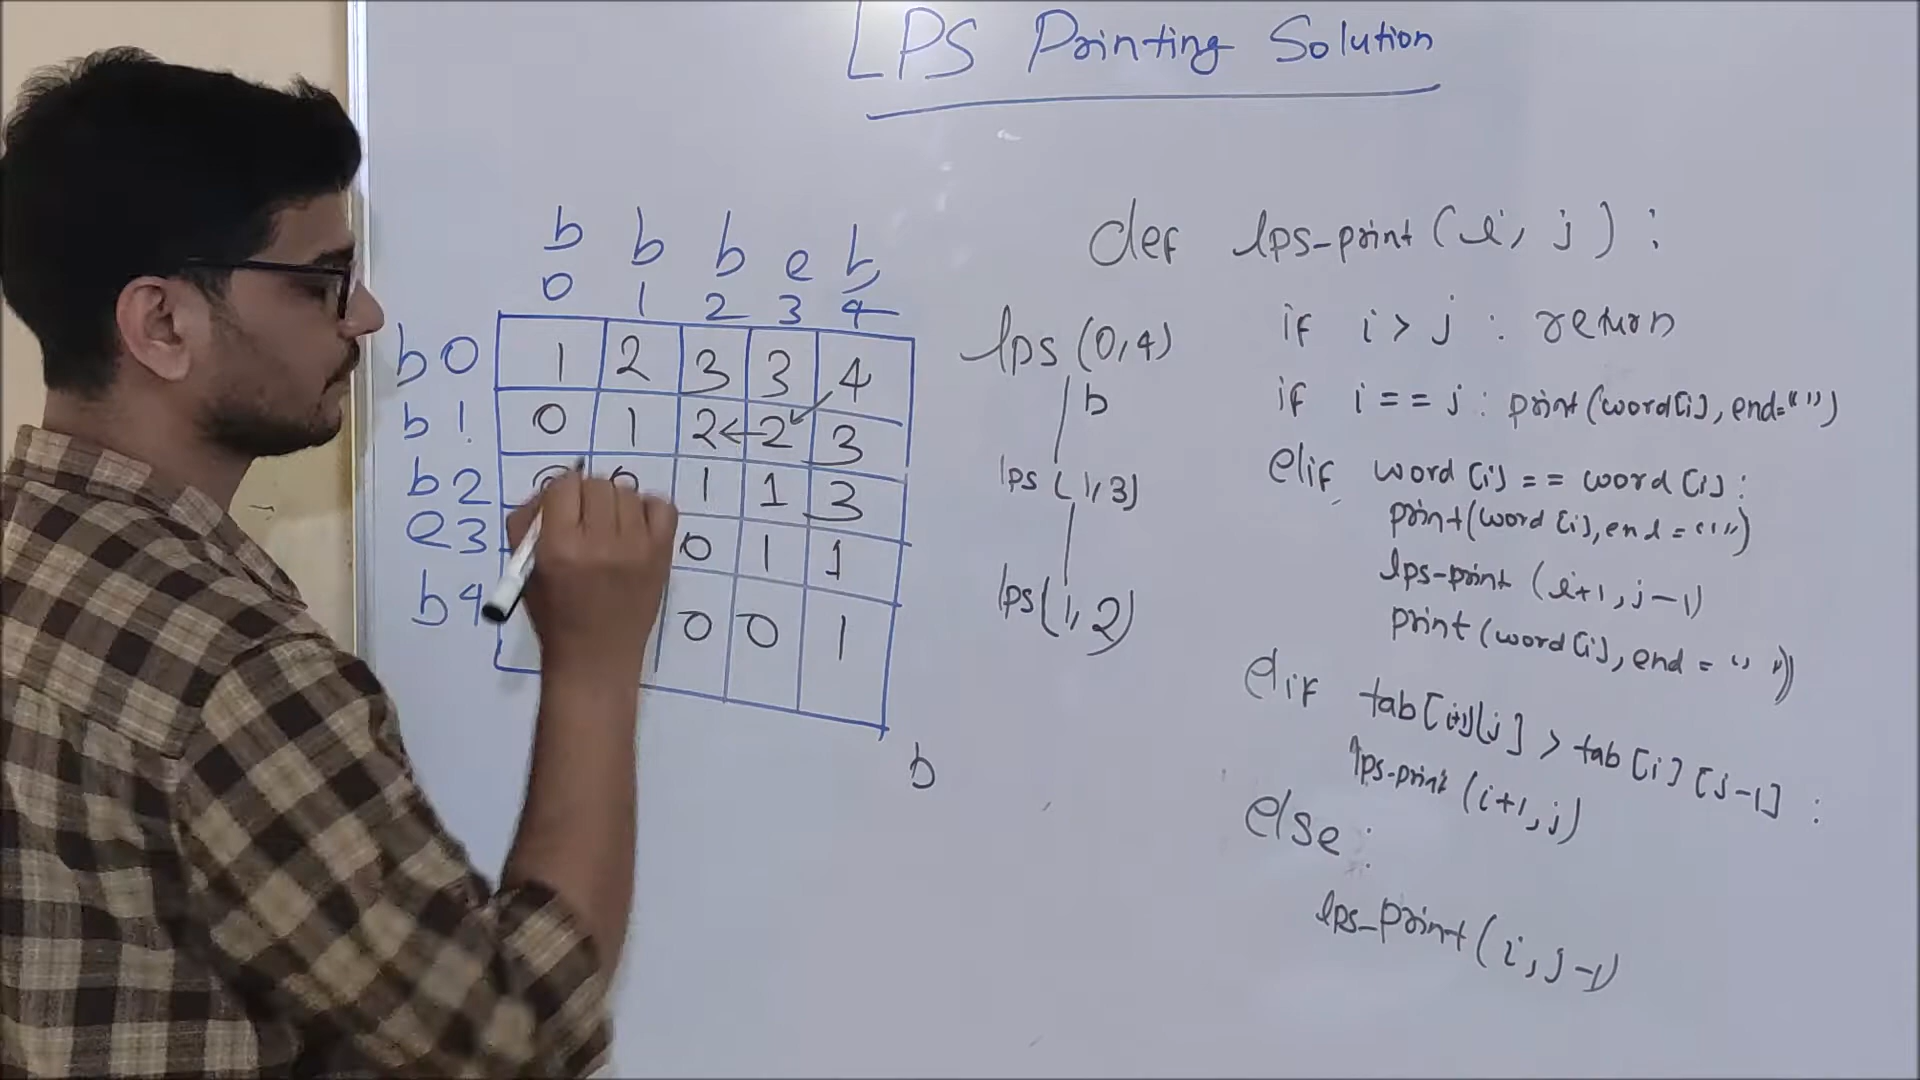 LPS Printing Solution
b b b e b
0 1 2 3 4
b 0 1 2 3 3 4
b 1 0 1 2 ← 2 3
b 2 0 0 1 1 3
e 3 0 1 1
b 4 0 0 1
b
lps (0,4)
b
lps (1,3)
lps (1,2)
def lps-print (i, j) :
if i > j : return
if i == j : print (word[i], end="")
elif word [i] == word [j] :
print (word [i], end = "")
lps-print (i+1, j-1)
print (word [i], end = "")
elif tab [i+1][j] > tab [i] [j-1] :
lps-print (i+1, j)
else :
lps-print (i, j-1)